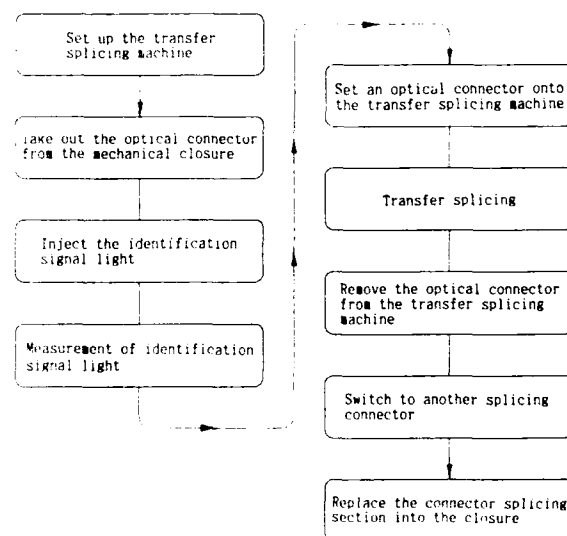 Set up the transfer
splicing machine
Take out the optical connector
from the mechanical closure
Inject the identification
signal light
Measurement of identification
signal light
Set an optical connector onto
the transfer splicing machine
Transfer splicing
Remove the optical connector
from the transfer splicing
machine
Switch to another splicing
connector
Replace the connector splicing
section into the closure